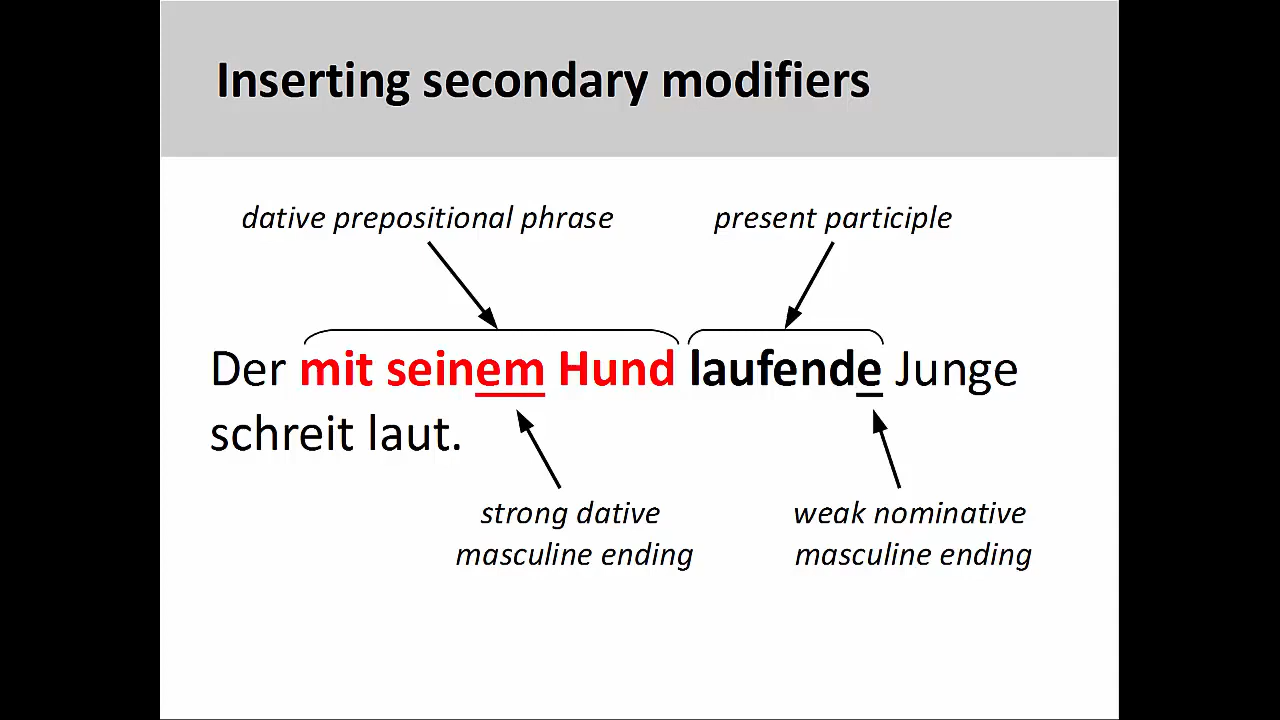 Inserting secondary modifiers
dative prepositional phrase
present participle
Der mit seinem Hund laufende Junge
schreit laut.
strong dative
masculine ending
weak nominative
masculine ending